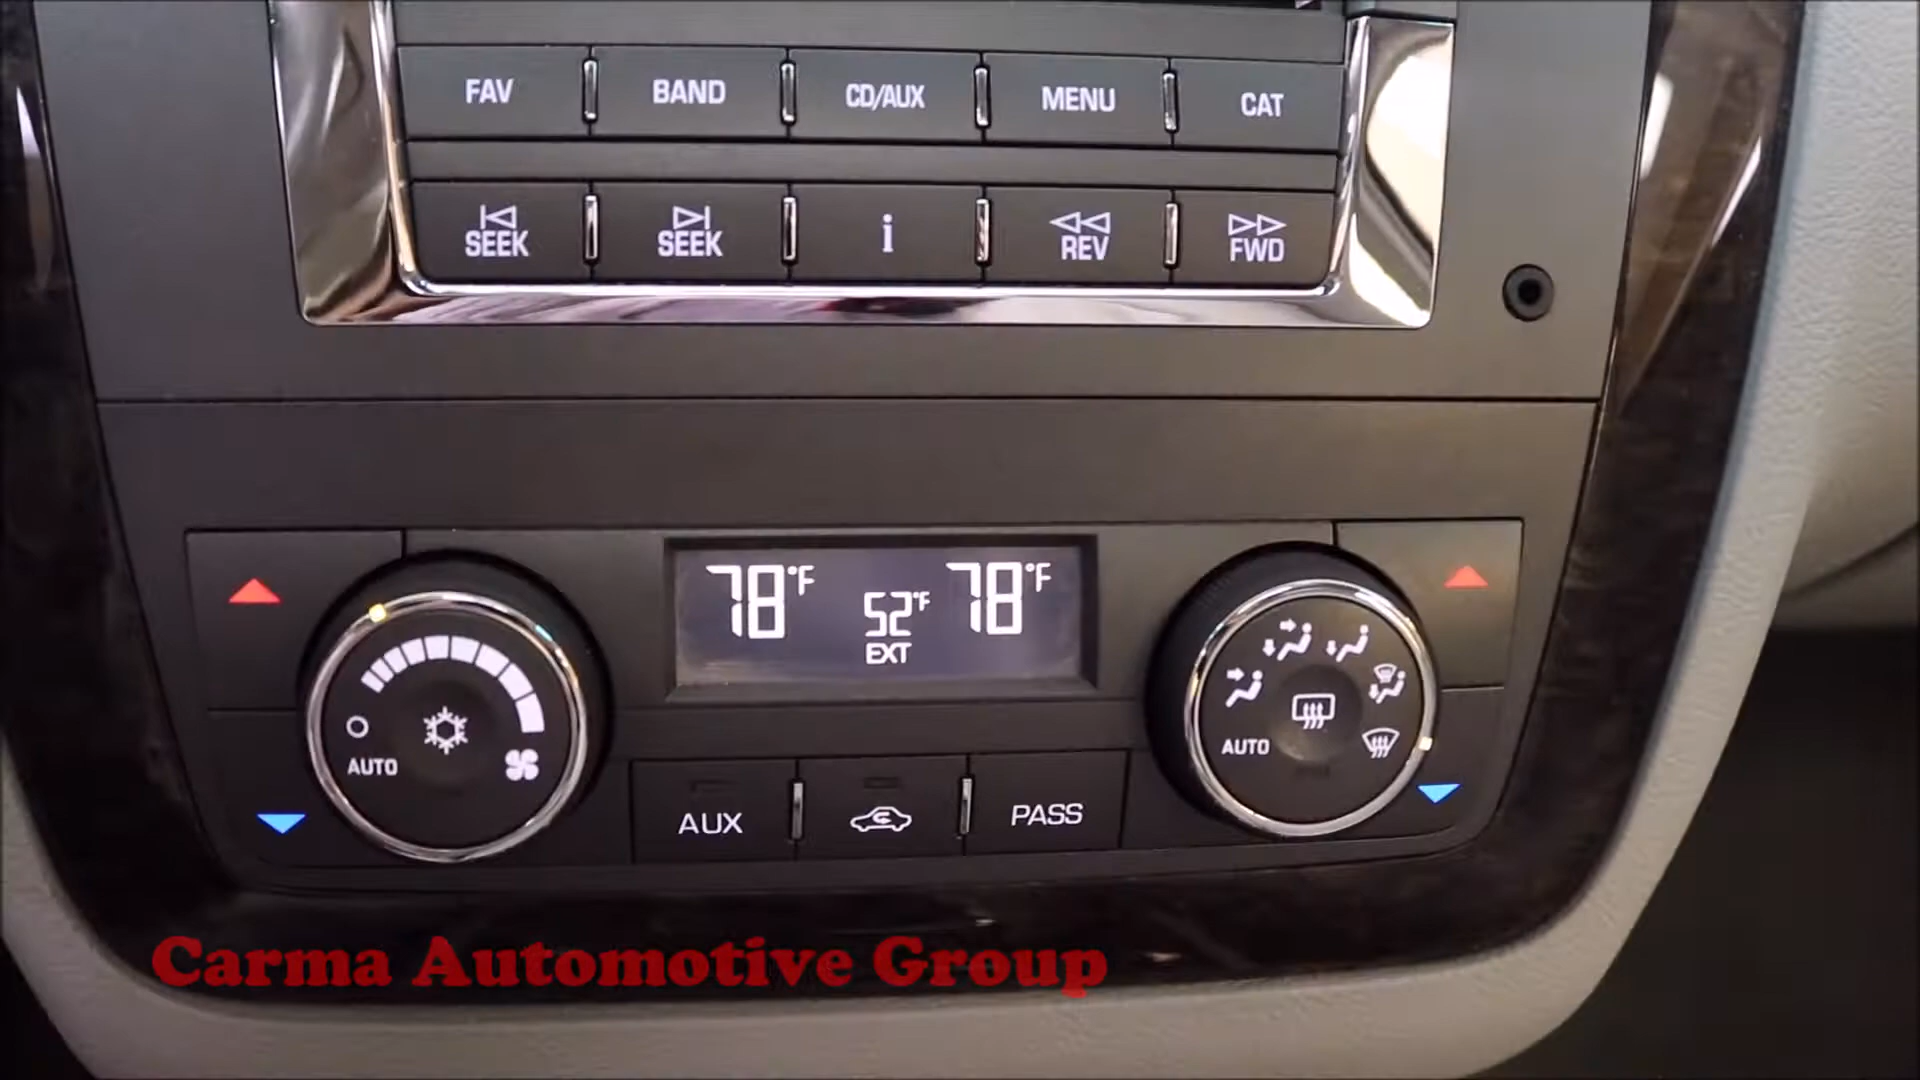 FAV BAND CD/AUX MENU CAT
SEEK SEEK i REV FWD
78°F 52°F 78°F
EXT
AUTO AUTO
AUX PASS
Carma Automotive Group